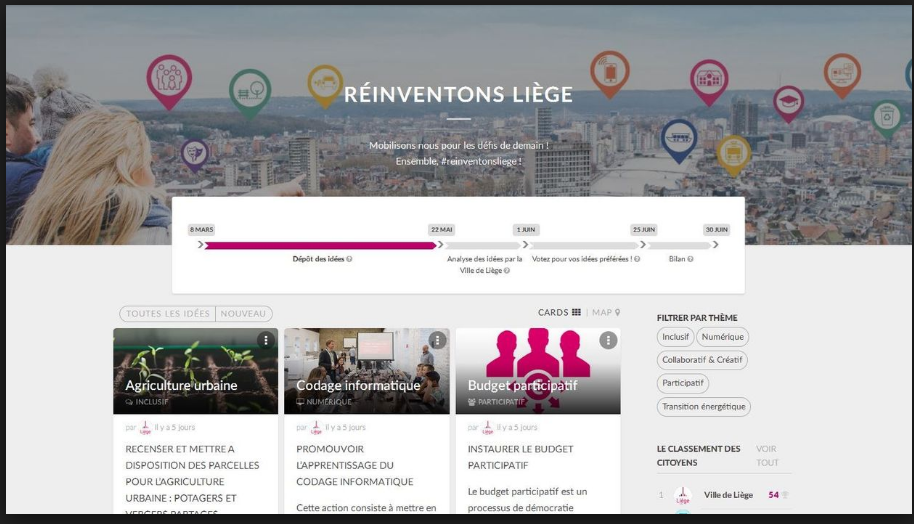 RÉINVENTONS LIÈGE
Mobilisons nous pour les défis de demain !
Ensemble, #reinventonsliege !
8 MARS
22 MAI
1 JUIN
25 JUIN
30 JUIN
Dépôt des idées
Analyse des idées par la
Ville de Liège
Votez pour vos idées préférées !
Bilan
TOUTES LES IDÉES
NOUVEAU
CARDS
MAP
Agriculture urbaine
INCLUSIF
par Liège il y a 5 jours
RECENSER ET METTRE A
DISPOSITION DES PARCELLES
POUR L'AGRICULTURE
URBAINE : POTAGERS ET
VERGERS PARTAGES
Codage informatique
NUMÉRIQUE
par Liège il y a 5 jours
PROMOUVOIR
L'APPRENTISSAGE DU
CODAGE INFORMATIQUE
Cette action consiste à mettre en
Budget participatif
PARTICIPATIF
par Liège il y a 5 jours
INSTAURER LE BUDGET
PARTICIPATIF
Le budget participatif est un
processus de démocratie
FILTRER PAR THÈME
Inclusif
Numérique
Collaboratif & Créatif
Participatif
Transition énergétique
LE CLASSEMENT DES
CITOYENS
VOIR
TOUT
1 Liège Ville de Liège 54